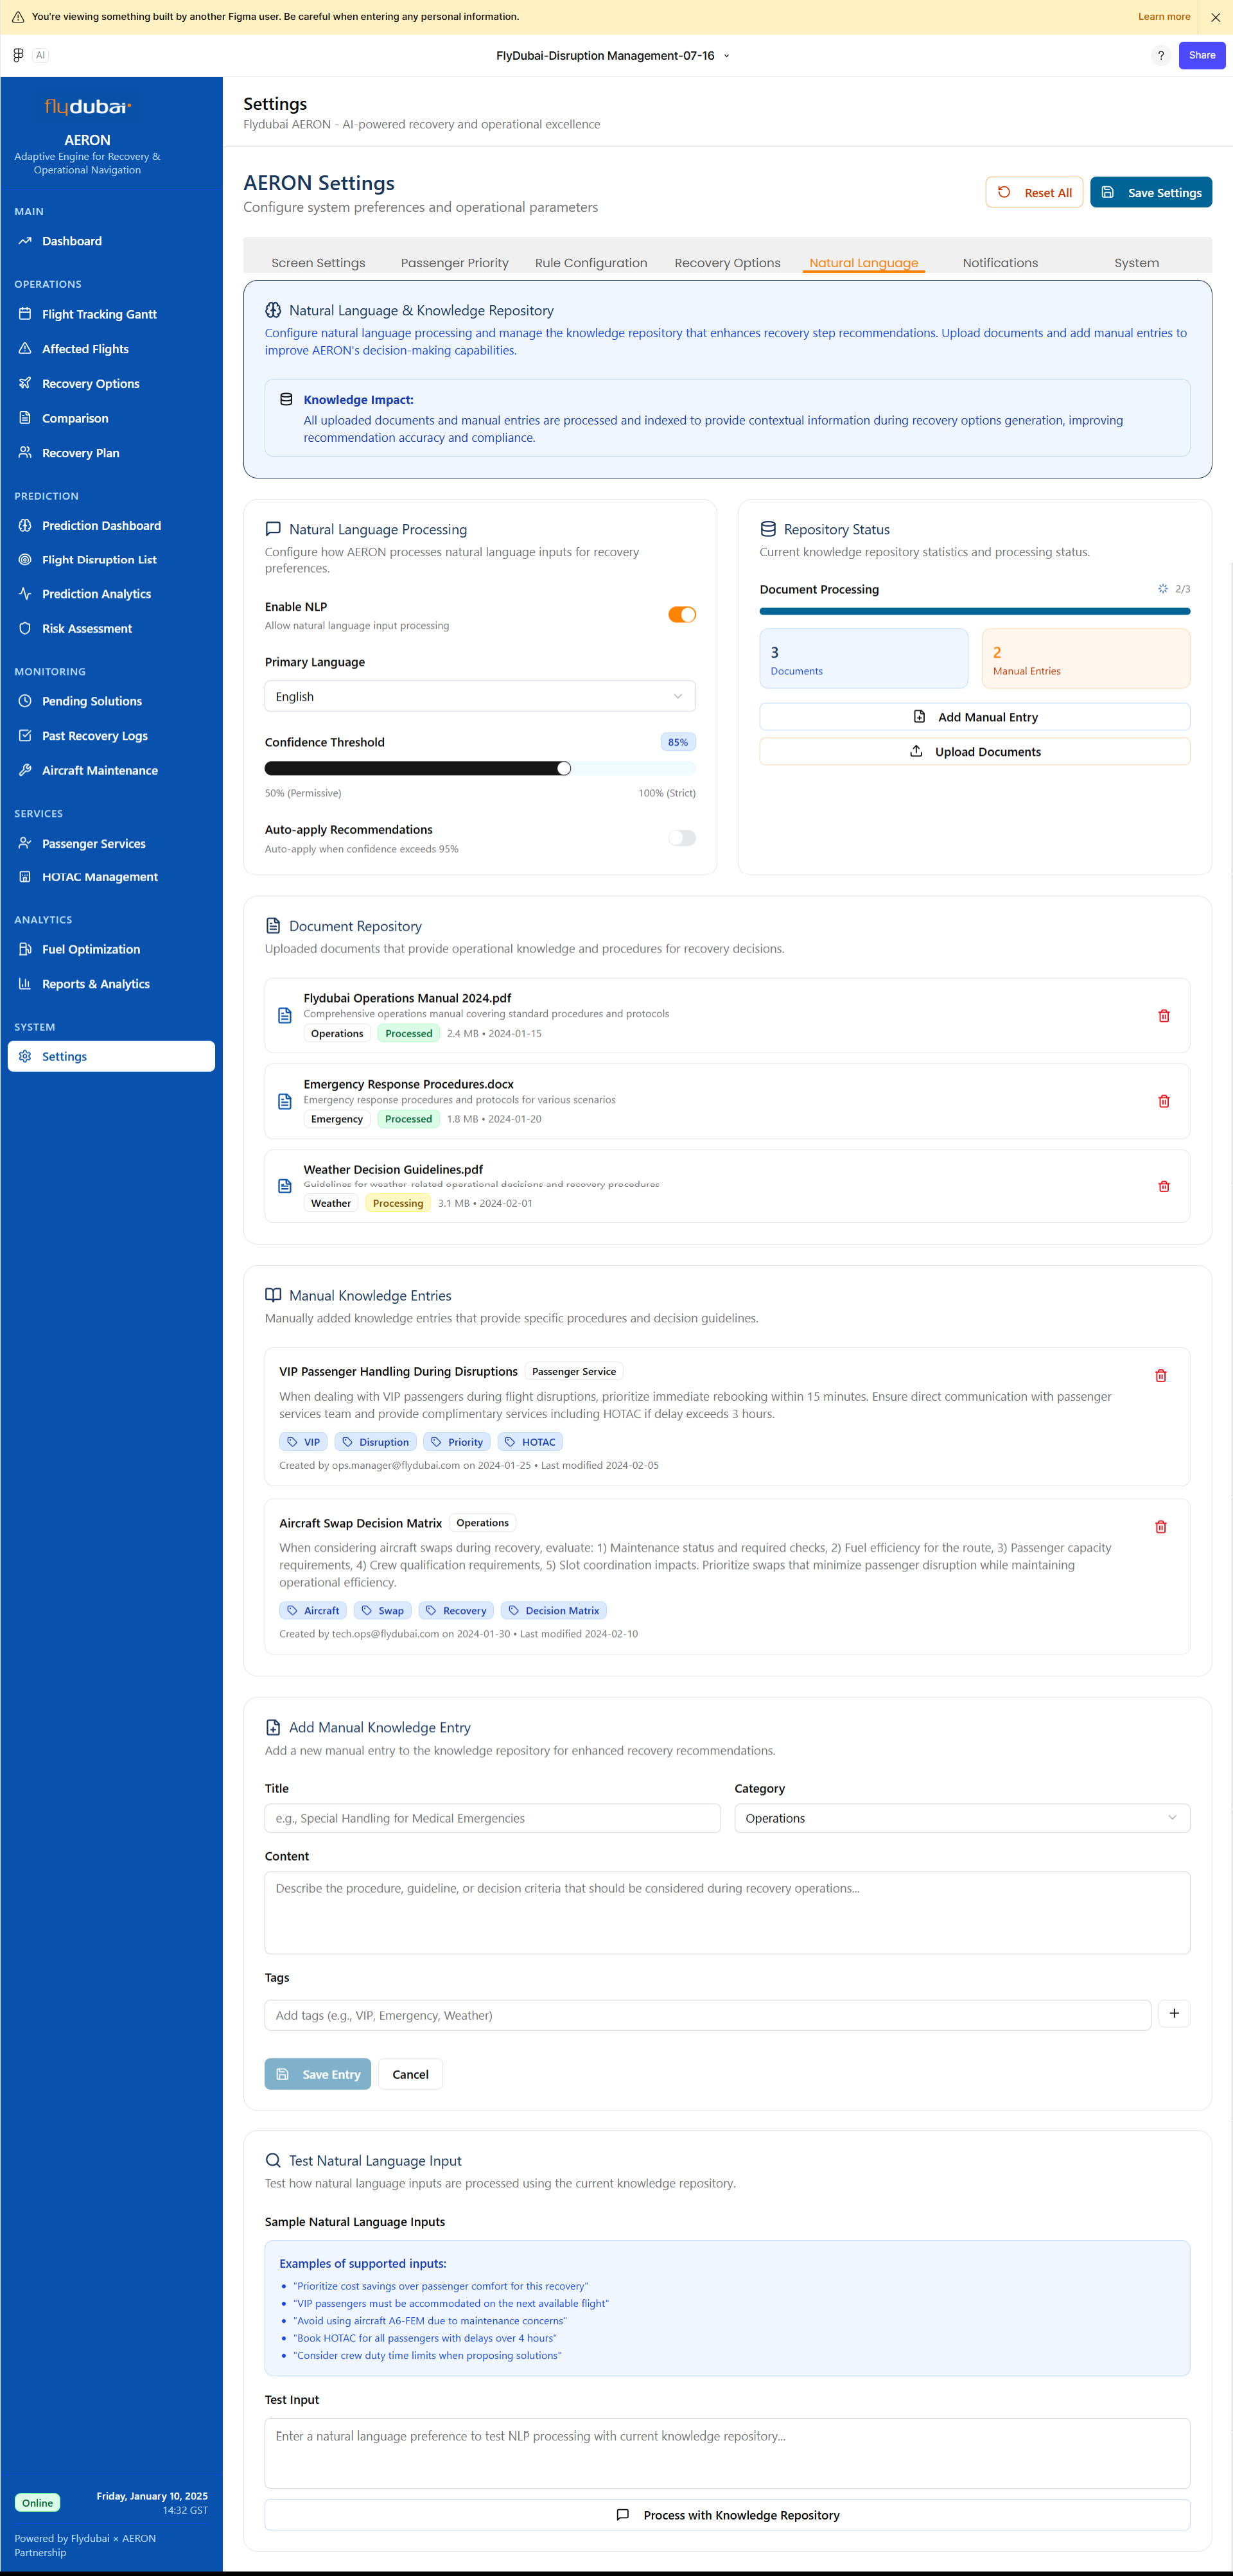 You're viewing something built by another Figma user. Be careful when entering any personal information.
Learn more
AI
FlyDubai-Disruption Management-07-16
?
Share
flydubai
AERON
Adaptive Engine for Recovery &
Operational Navigation
MAIN
Dashboard
OPERATIONS
Flight Tracking Gantt
Affected Flights
Recovery Options
Comparison
Recovery Plan
PREDICTION
Prediction Dashboard
Flight Disruption List
Prediction Analytics
Risk Assessment
MONITORING
Pending Solutions
Past Recovery Logs
Aircraft Maintenance
SERVICES
Passenger Services
HOTAC Management
ANALYTICS
Fuel Optimization
Reports & Analytics
SYSTEM
Settings
Online
Friday, January 10, 2025
14:32 GST
Powered by Flydubai × AERON
Partnership
Settings
Flydubai AERON - AI-powered recovery and operational excellence
AERON Settings
Configure system preferences and operational parameters
Reset All
Save Settings
Screen Settings
Passenger Priority
Rule Configuration
Recovery Options
Natural Language
Notifications
System
Natural Language & Knowledge Repository
Configure natural language processing and manage the knowledge repository that enhances recovery step recommendations. Upload documents and add manual entries to
improve AERON's decision-making capabilities.
Knowledge Impact:
All uploaded documents and manual entries are processed and indexed to provide contextual information during recovery options generation, improving
recommendation accuracy and compliance.
Natural Language Processing
Configure how AERON processes natural language inputs for recovery
preferences.
Enable NLP
Allow natural language input processing
Primary Language
English
Confidence Threshold
85%
50% (Permissive)
100% (Strict)
Auto-apply Recommendations
Auto-apply when confidence exceeds 95%
Repository Status
Current knowledge repository statistics and processing status.
Document Processing
2/3
3
Documents
2
Manual Entries
Add Manual Entry
Upload Documents
Document Repository
Uploaded documents that provide operational knowledge and procedures for recovery decisions.
Flydubai Operations Manual 2024.pdf
Comprehensive operations manual covering standard procedures and protocols
Operations
Processed
2.4 MB • 2024-01-15
Emergency Response Procedures.docx
Emergency response procedures and protocols for various scenarios
Emergency
Processed
1.8 MB • 2024-01-20
Weather Decision Guidelines.pdf
Guidelines for weather-related operational decisions and recovery procedures
Weather
Processing
3.1 MB • 2024-02-01
Manual Knowledge Entries
Manually added knowledge entries that provide specific procedures and decision guidelines.
VIP Passenger Handling During Disruptions
Passenger Service
When dealing with VIP passengers during flight disruptions, prioritize immediate rebooking within 15 minutes. Ensure direct communication with passenger
services team and provide complimentary services including HOTAC if delay exceeds 3 hours.
VIP
Disruption
Priority
HOTAC
Created by ops.manager@flydubai.com on 2024-01-25 • Last modified 2024-02-05
Aircraft Swap Decision Matrix
Operations
When considering aircraft swaps during recovery, evaluate: 1) Maintenance status and required checks, 2) Fuel efficiency for the route, 3) Passenger capacity
requirements, 4) Crew qualification requirements, 5) Slot coordination impacts. Prioritize swaps that minimize passenger disruption while maintaining
operational efficiency.
Aircraft
Swap
Recovery
Decision Matrix
Created by tech.ops@flydubai.com on 2024-01-30 • Last modified 2024-02-10
Add Manual Knowledge Entry
Add a new manual entry to the knowledge repository for enhanced recovery recommendations.
Title
Category
e.g., Special Handling for Medical Emergencies
Operations
Content
Describe the procedure, guideline, or decision criteria that should be considered during recovery operations...
Tags
Add tags (e.g., VIP, Emergency, Weather)
Save Entry
Cancel
Test Natural Language Input
Test how natural language inputs are processed using the current knowledge repository.
Sample Natural Language Inputs
Examples of supported inputs:
• "Prioritize cost savings over passenger comfort for this recovery"
• "VIP passengers must be accommodated on the next available flight"
• "Avoid using aircraft A6-FEM due to maintenance concerns"
• "Book HOTAC for all passengers with delays over 4 hours"
• "Consider crew duty time limits when proposing solutions"
Test Input
Enter a natural language preference to test NLP processing with current knowledge repository...
Process with Knowledge Repository